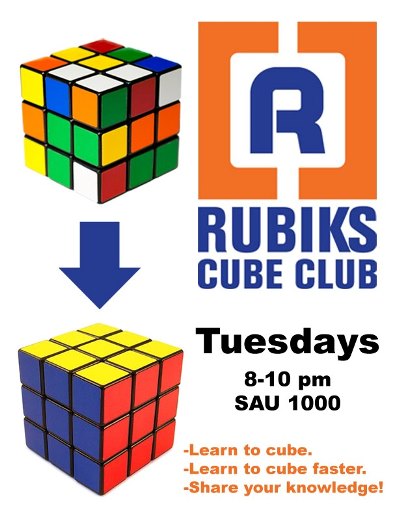 R
RUBIKS
CUBE CLUB
Tuesdays
8-10 pm
SAU 1000
-Learn to cube.
-Learn to cube faster.
-Share your knowledge!